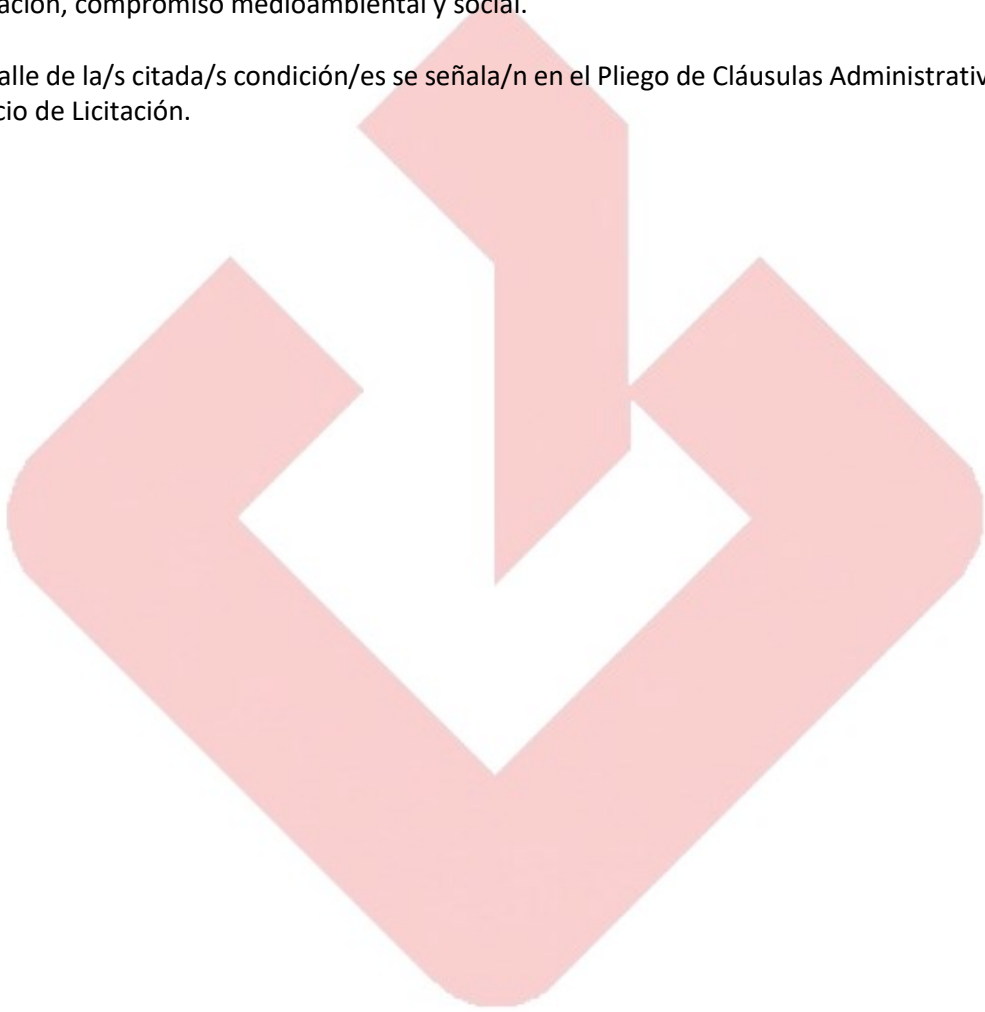 ación, compromiso medioambiental y social.
alle de la/s citada/s condición/es se señala/n en el Pliego de Cláusulas Administrativ
cio de Licitación.